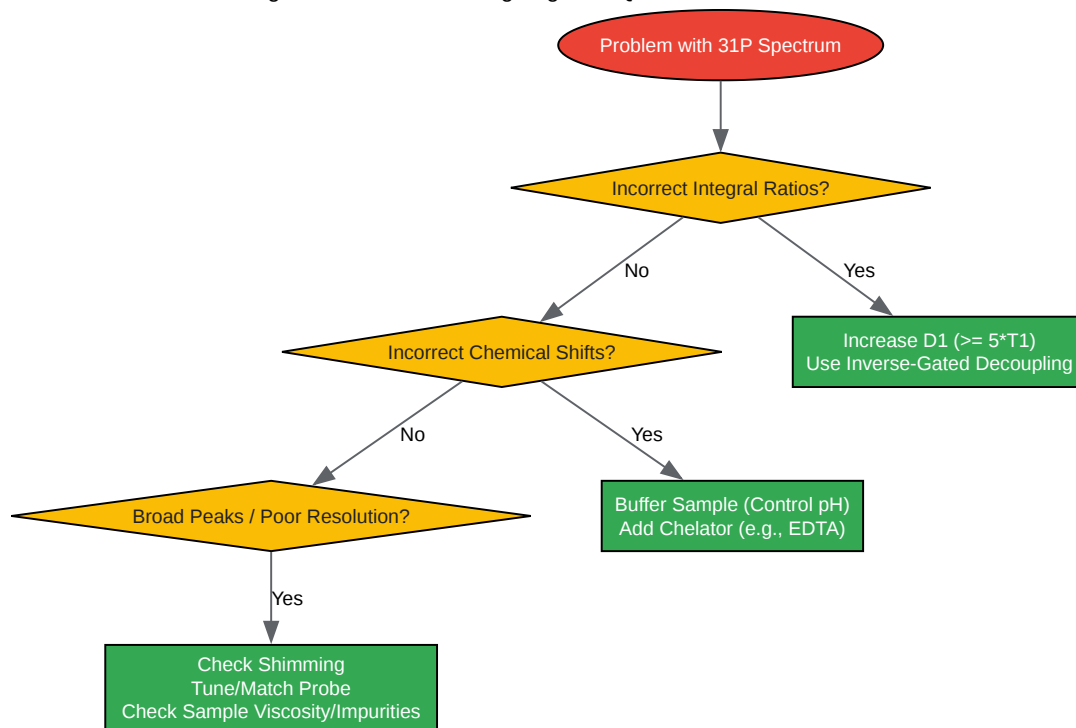 Problem with 31P Spectrum
Incorrect Integral Ratios?
No
Yes
Incorrect Chemical Shifts?
Increase D1 (>= 5*T1)
Use Inverse-Gated Decoupling
No
Yes
Broad Peaks / Poor Resolution?
Buffer Sample (Control pH)
Add Chelator (e.g., EDTA)
Yes
Check Shimming
Tune/Match Probe
Check Sample Viscosity/Impurities